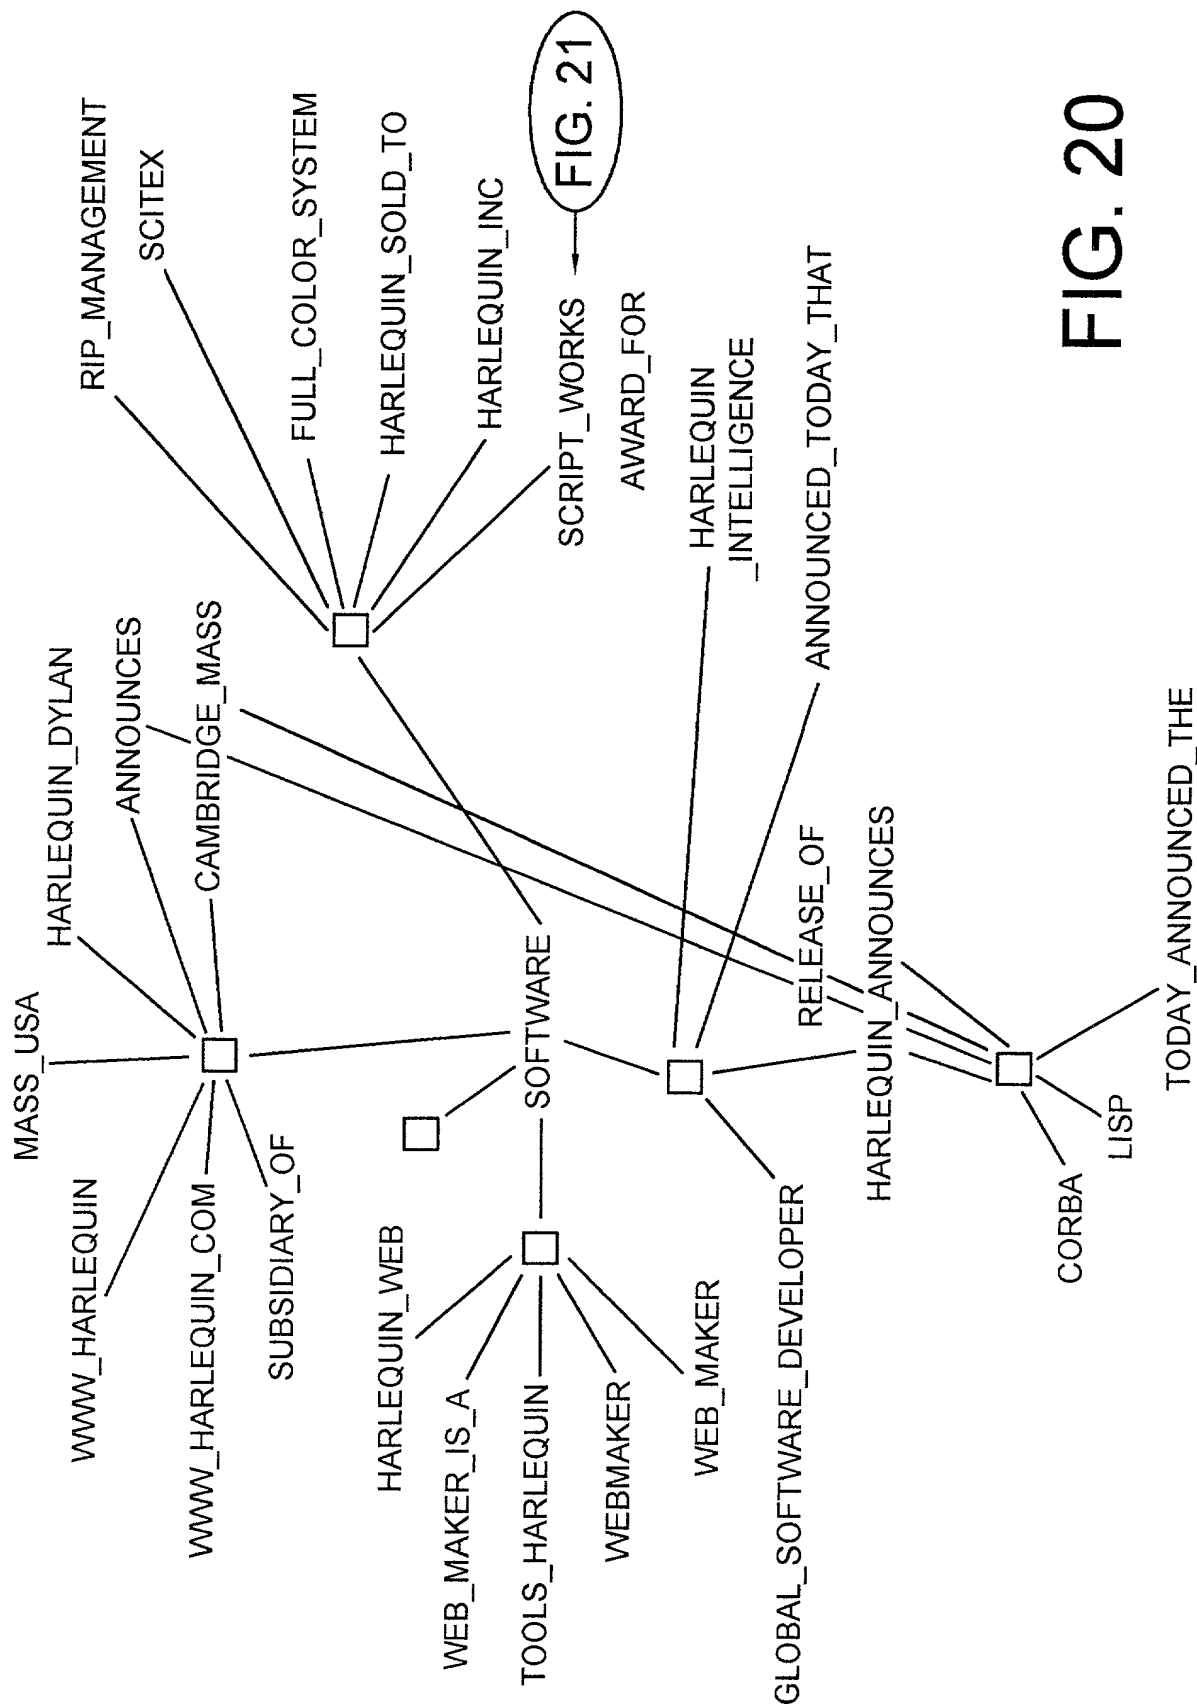 MASS_USA
HARLEQUIN_DYLAN
WWW_HARLEQUIN
ANNOUNCES
RIP_MANAGEMENT
SCITEX
WWW_HARLEQUIN_COM
CAMBRIDGE_MASS
SUBSIDIARY_OF
FULL_COLOR_SYSTEM
HARLEQUIN_WEB
HARLEQUIN_SOLD_TO
WEB_MAKER_IS_A
HARLEQUIN_INC
TOOLS_HARLEQUIN
SOFTWARE
SCRIPT_WORKS
FIG. 21
WEBMAKER
AWARD_FOR
WEB_MAKER
HARLEQUIN
_INTELLIGENCE
GLOBAL_SOFTWARE_DEVELOPER
RELEASE_OF
ANNOUNCED_TODAY_THAT
HARLEQUIN_ANNOUNCES
CORBA
LISP
TODAY_ANNOUNCED_THE
FIG. 20